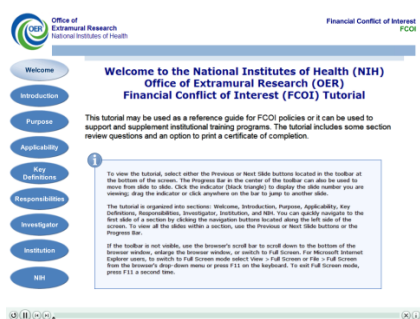 Office of
Extramural Research
National Institutes of Health
OER
Financial Conflict of Interest
FCOI
Welcome
Introduction
Purpose
Applicability
Key
Definitions
Responsibilities
Investigator
Institution
NIH
Welcome to the National Institutes of Health (NIH)
Office of Extramural Research (OER)
Financial Conflict of Interest (FCOI) Tutorial
This tutorial may be used as a reference guide for FCOI policies or it can be used to
support and supplement institutional training programs. The tutorial includes some section
review questions and an option to print a certificate of completion.
To view the tutorial, select either the Previous or Next Slide buttons located in the toolbar at
the bottom of the screen. The Progress Bar in the center of the toolbar can also be used to
move from slide to slide. Click the indicator (black triangle) to display the slide number you are
viewing; drag the indicator or click anywhere on the bar to jump to another slide.
The tutorial is organized into sections: Welcome, Introduction, Purpose, Applicability, Key
Definitions, Responsibilities, Investigator, Institution, and NIH. You can quickly navigate to the
first slide of a section by clicking the navigation buttons located along the left side of the
screen. To view all the slides within a section, use the Previous or Next Slide buttons or the
Progress Bar.
If the toolbar is not visible, use the browser's scroll bar to scroll down to the bottom of the
browser window, enlarge the browser window, or switch to Full Screen. For Microsoft Internet
Explorer users, to switch to Full Screen mode select View > Full Screen or File > Full Screen
from the browser's drop-down menu or press F11 on the keyboard. To exit Full Screen mode,
press F11 a second time.